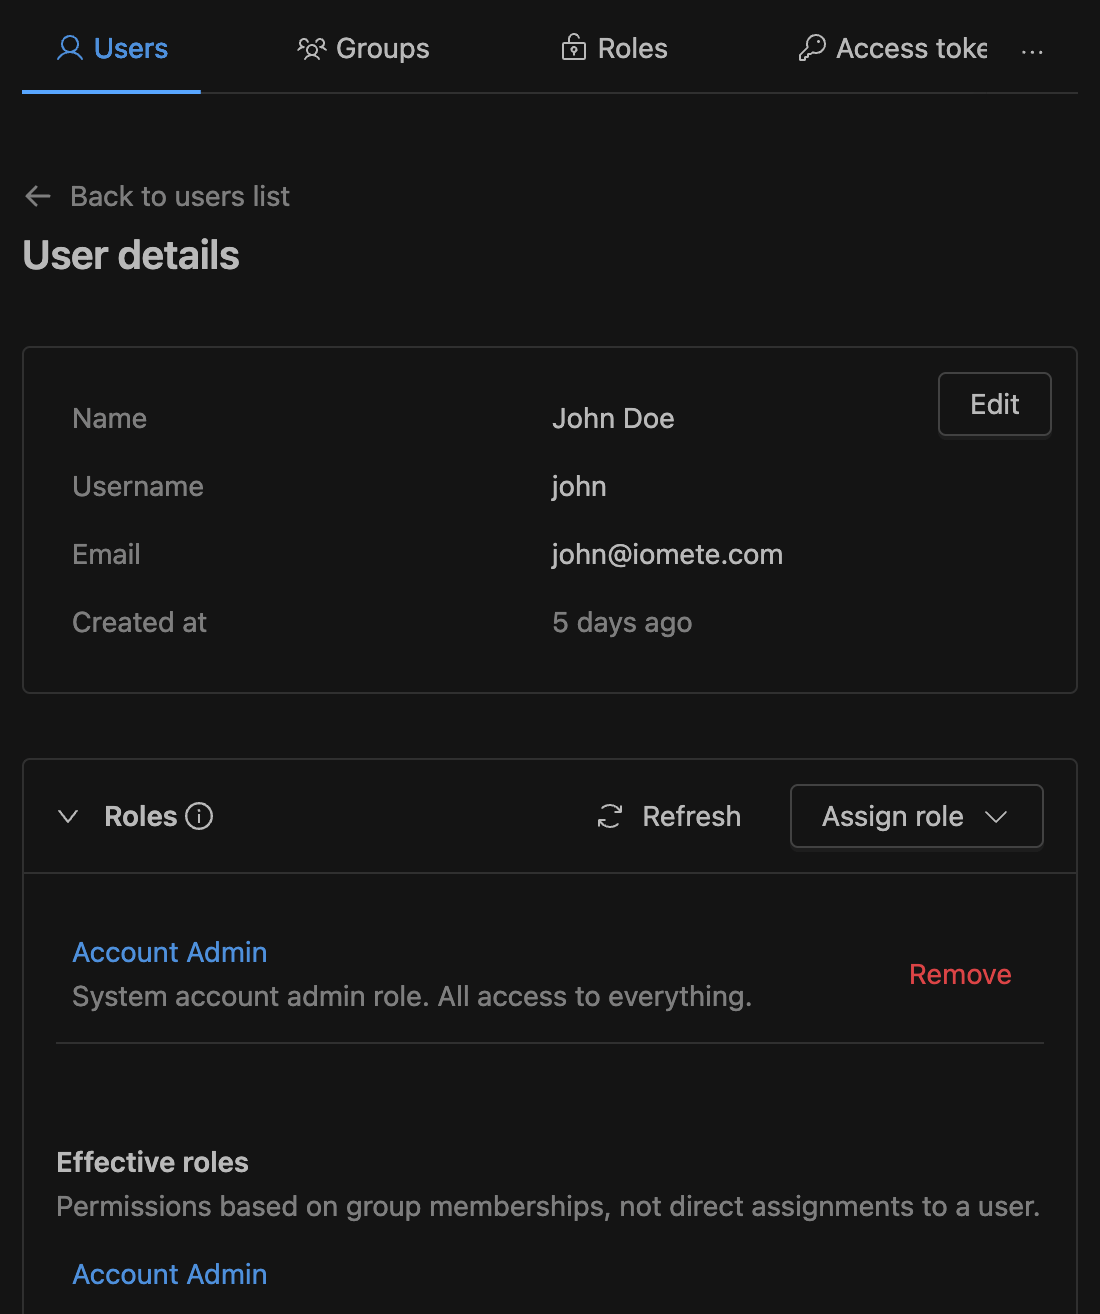 Users Groups Roles Access toke ...
Back to users list
User details
Name John Doe Edit
Username john
Email john@iomete.com
Created at 5 days ago
Roles Refresh Assign role
Account Admin
System account admin role. All access to everything.
Remove
Effective roles
Permissions based on group memberships, not direct assignments to a user.
Account Admin